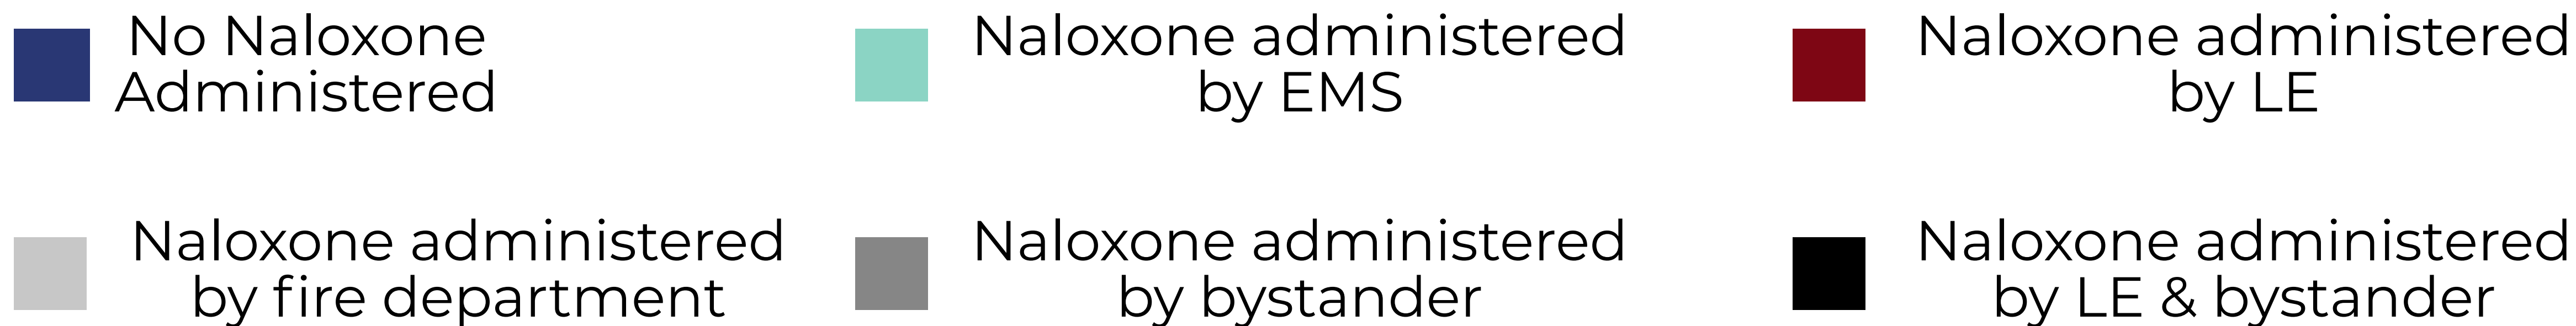 No Naloxone
Administered
Naloxone administered
by EMS
Naloxone administered
by LE
Naloxone administered
by fire department
Naloxone administered
by bystander
Naloxone administered
by LE & bystander